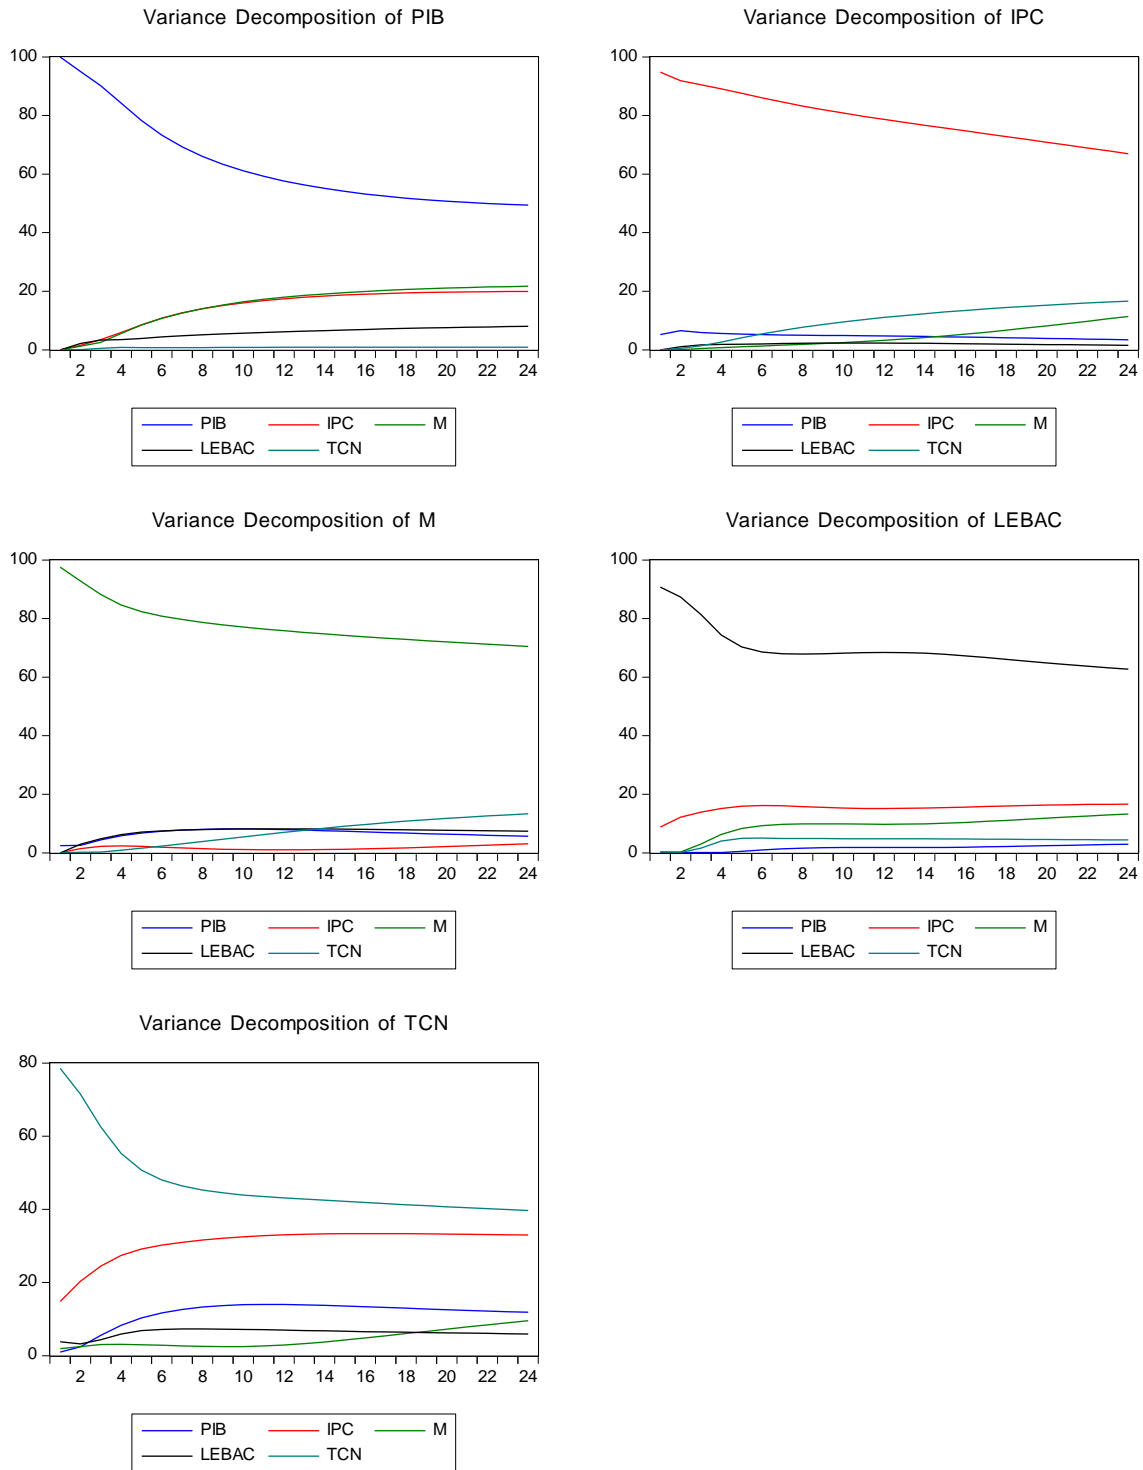 Variance Decomposition of PIB
100
80
60
40
20
0
2 4 6 8 10 12 14 16 18 20 22 24
PIB IPC M
LEBAC TCN
Variance Decomposition of IPC
100
80
60
40
20
0
2 4 6 8 10 12 14 16 18 20 22 24
PIB IPC M
LEBAC TCN
Variance Decomposition of M
100
80
60
40
20
0
2 4 6 8 10 12 14 16 18 20 22 24
PIB IPC M
LEBAC TCN
Variance Decomposition of LEBAC
100
80
60
40
20
0
2 4 6 8 10 12 14 16 18 20 22 24
PIB IPC M
LEBAC TCN
Variance Decomposition of TCN
80
60
40
20
0
2 4 6 8 10 12 14 16 18 20 22 24
PIB IPC M
LEBAC TCN